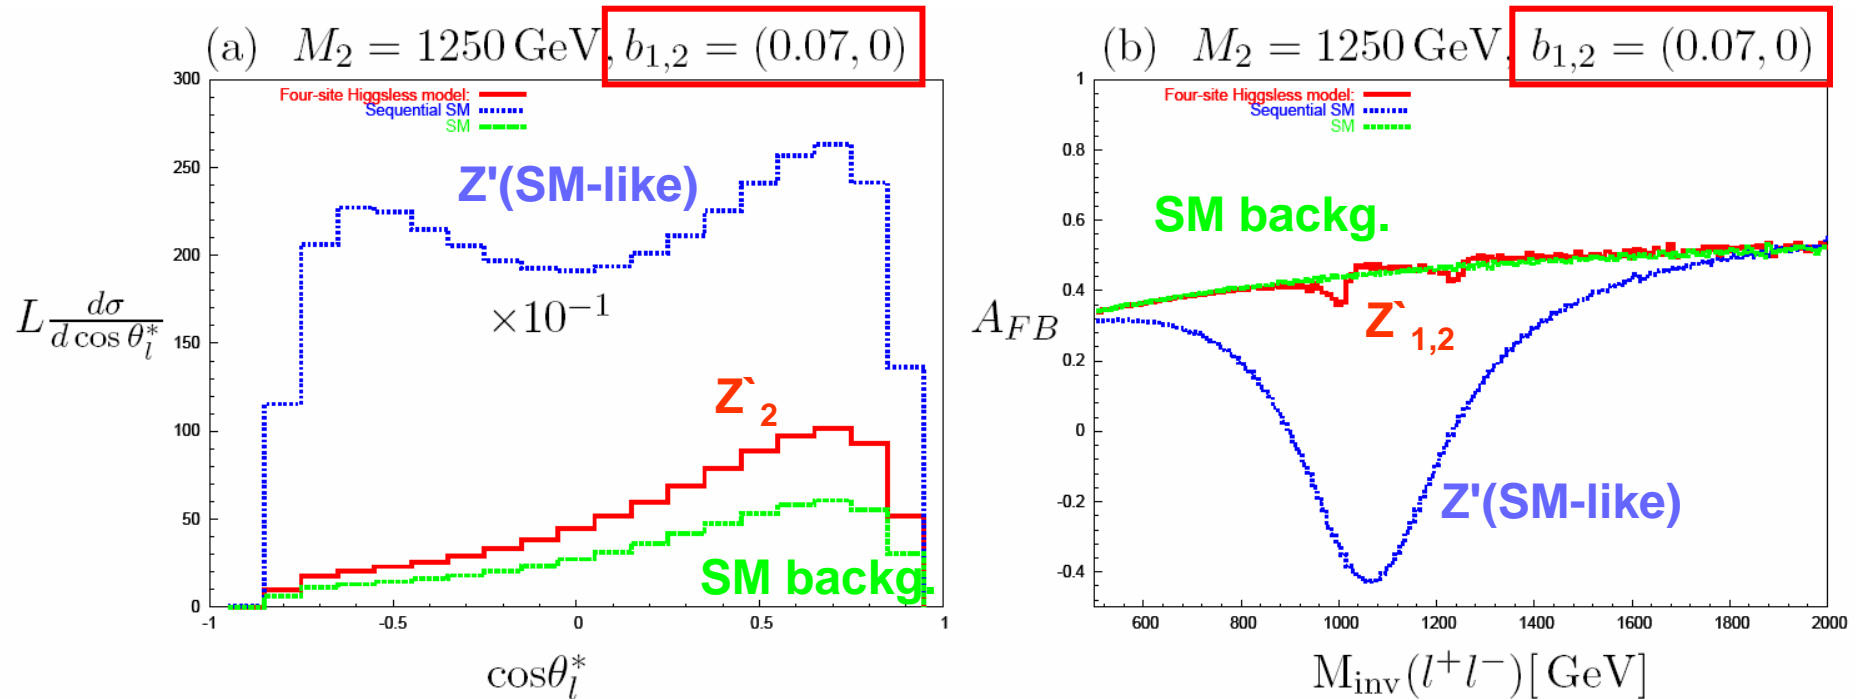 (a) M₂ = 1250 GeV, b₁,₂ = (0.07, 0)
300
250
200
150
100
50
0
Four-site Higgsless model:
Sequential SM
SM
Z'(SM-like)
×10⁻¹
Z`₂
SM backg.
L dσ/d cos θ*ₗ
-1 -0.5 0 0.5 1
cosθ*ₗ
(b) M₂ = 1250 GeV, b₁,₂ = (0.07, 0)
1
0.8
0.6
0.4
0.2
0
-0.2
-0.4
Four-site Higgsless model:
Sequential SM
SM
SM backg.
Z`₁,₂
Z'(SM-like)
A_FB
600 800 1000 1200 1400 1600 1800 2000
M_inv(l⁺l⁻)[GeV]